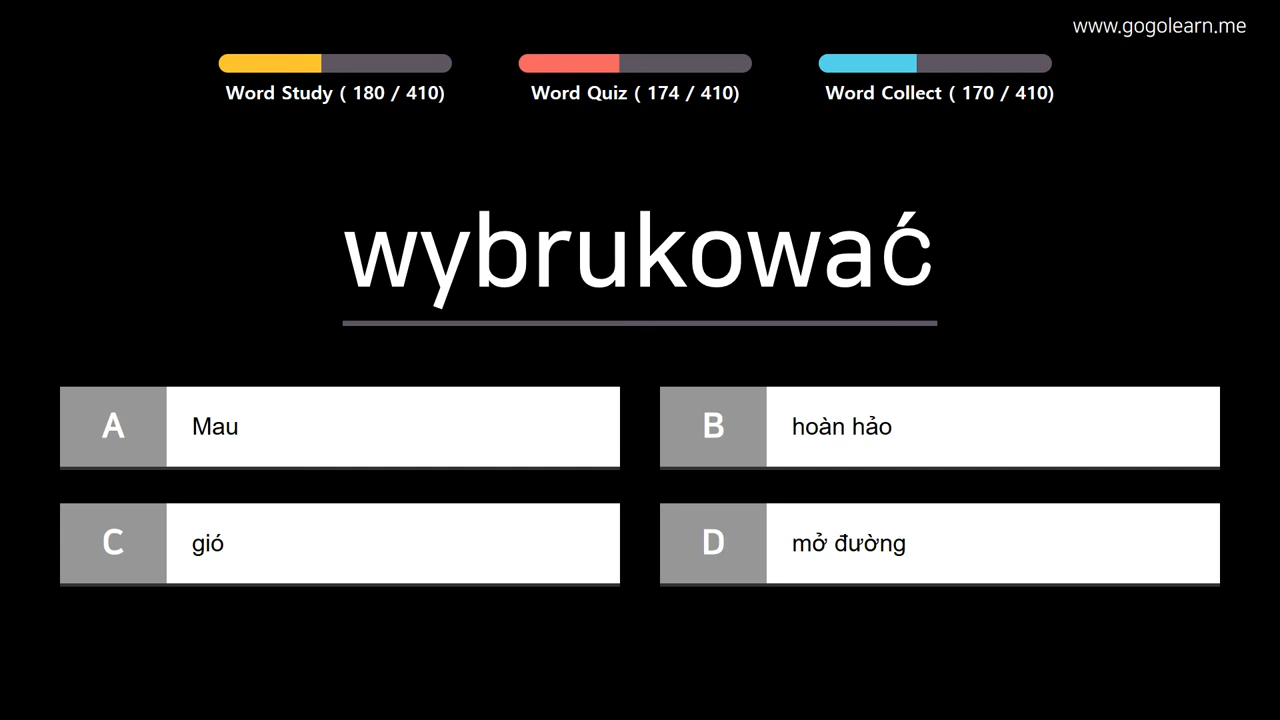 www.gogolearn.me
Word Study ( 180 / 410)
Word Quiz ( 174 / 410)
Word Collect ( 170 / 410)
wybrukować
A Mau
B hoàn hảo
C gió
D mở đường